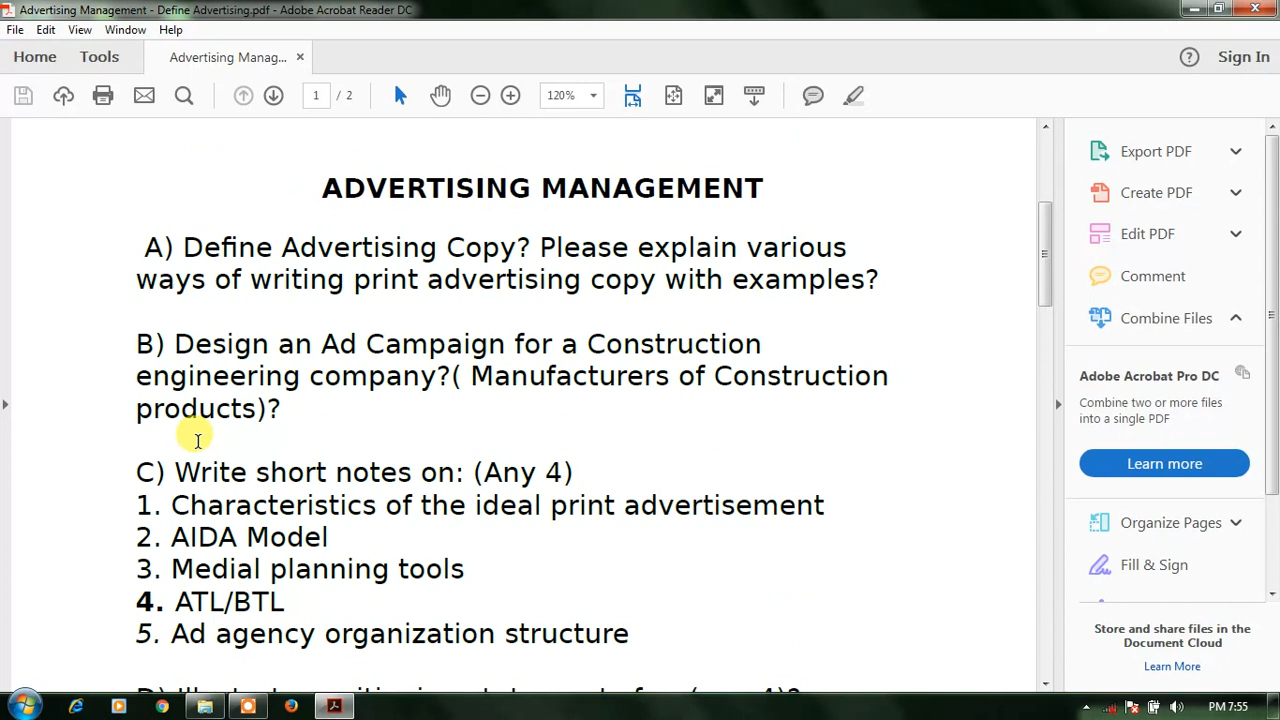 Advertising Management - Define Advertising.pdf - Adobe Acrobat Reader DC
File Edit View Window Help
Home Tools Advertising Manag... × Sign In
1 / 2 120%
ADVERTISING MANAGEMENT
A) Define Advertising Copy? Please explain various
ways of writing print advertising copy with examples?
B) Design an Ad Campaign for a Construction
engineering company?( Manufacturers of Construction
products)?
C) Write short notes on: (Any 4)
1. Characteristics of the ideal print advertisement
2. AIDA Model
3. Medial planning tools
4. ATL/BTL
5. Ad agency organization structure
Export PDF
Create PDF
Edit PDF
Comment
Combine Files
Adobe Acrobat Pro DC
Combine two or more files
into a single PDF
Learn more
Organize Pages
Fill & Sign
Store and share files in the
Document Cloud
Learn More
PM 7:55